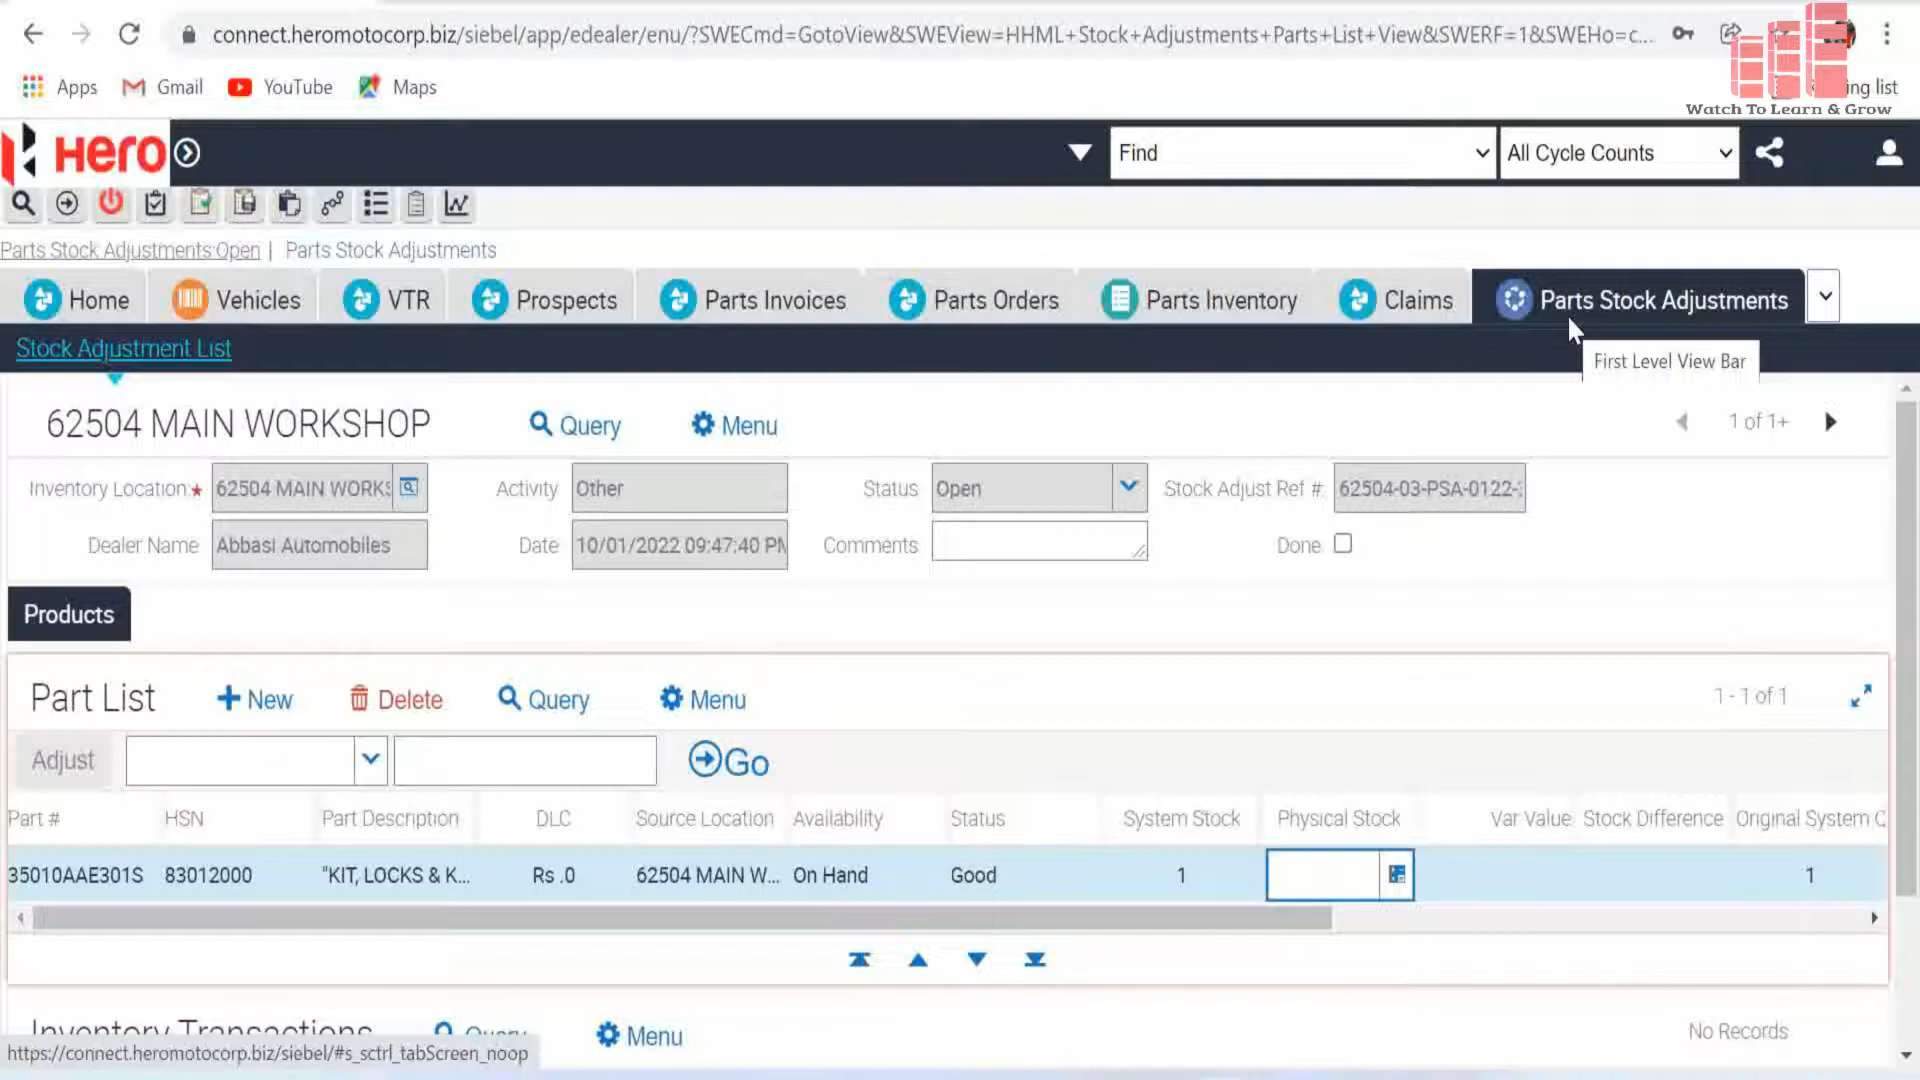 connect.heromotocorp.biz/siebel/app/edealer/enu/?SWECmd=GotoView&SWEView=HHML+Stock+Adjustments+Parts+List+View&SWERF=1&SWEHo=c...
Apps Gmail YouTube Maps ing list
Watch To Learn & Grow
Hero Find All Cycle Counts
Parts Stock Adjustments:Open | Parts Stock Adjustments
Home Vehicles VTR Prospects Parts Invoices Parts Orders Parts Inventory Claims Parts Stock Adjustments
Stock Adjustment List
First Level View Bar
62504 MAIN WORKSHOP Query Menu 1 of 1+
Inventory Location:★ 62504 MAIN WORKS Activity Other Status Open Stock Adjust Ref #: 62504-03-PSA-0122-
Dealer Name Abbasi Automobiles Date 10/01/2022 09:47:40 PM Comments Done
Products
Part List New Delete Query Menu 1 - 1 of 1
Adjust Go
Part # HSN Part Description DLC Source Location Availability Status System Stock Physical Stock Var Value Stock Difference Original System Q
35010AAE301S 83012000 "KIT, LOCKS & K... Rs .0 62504 MAIN W... On Hand Good 1 1
Inventory Transactions Query Menu No Records
https://connect.heromotocorp.biz/siebel/#s_sctrl_tabScreen_noop